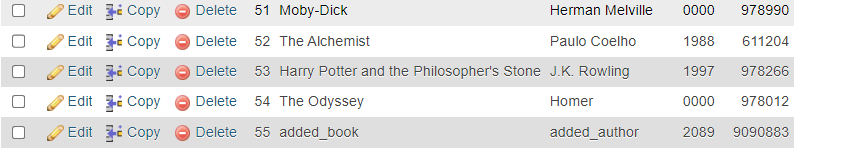 Edit Copy Delete 51 Moby-Dick Herman Melville 0000 978990
Edit Copy Delete 52 The Alchemist Paulo Coelho 1988 611204
Edit Copy Delete 53 Harry Potter and the Philosopher's Stone J.K. Rowling 1997 978266
Edit Copy Delete 54 The Odyssey Homer 0000 978012
Edit Copy Delete 55 added_book added_author 2089 9090883